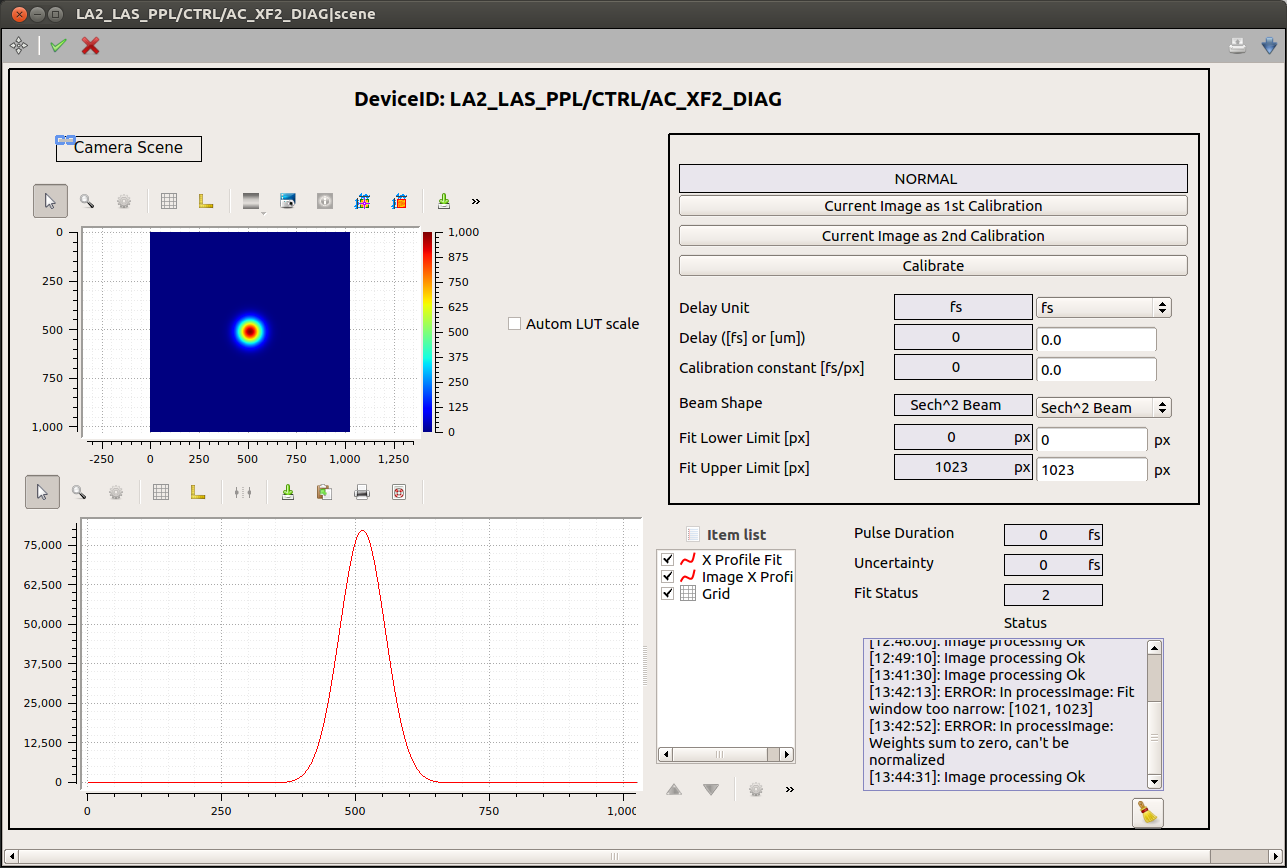 LA2_LAS_PPL/CTRL/AC_XF2_DIAG|scene
DeviceID: LA2_LAS_PPL/CTRL/AC_XF2_DIAG
Camera Scene
»
0
250
500
750
1,000
-250
0
250
500
750
1,000
1,250
1,000
875
750
625
500
375
250
125
0
Autom LUT scale
NORMAL
Current Image as 1st Calibration
Current Image as 2nd Calibration
Calibrate
Delay Unit fs fs
Delay ([fs] or [um]) 0 0.0
Calibration constant [fs/px] 0 0.0
Beam Shape Sech^2 Beam Sech^2 Beam
Fit Lower Limit [px] 0 px 0 px
Fit Upper Limit [px] 1023 px 1023 px
75,000
62,500
50,000
37,500
25,000
12,500
0
0
250
500
750
1,000
Item list
X Profile Fit
Image X Profi
Grid
»
Pulse Duration 0 fs
Uncertainty 0 fs
Fit Status 2
Status
[12:46:00]: Image processing Ok
[12:49:10]: Image processing Ok
[13:41:30]: Image processing Ok
[13:42:13]: ERROR: In processImage: Fit
window too narrow: [1021, 1023]
[13:42:52]: ERROR: In processImage:
Weights sum to zero, can't be
normalized
[13:44:31]: Image processing Ok